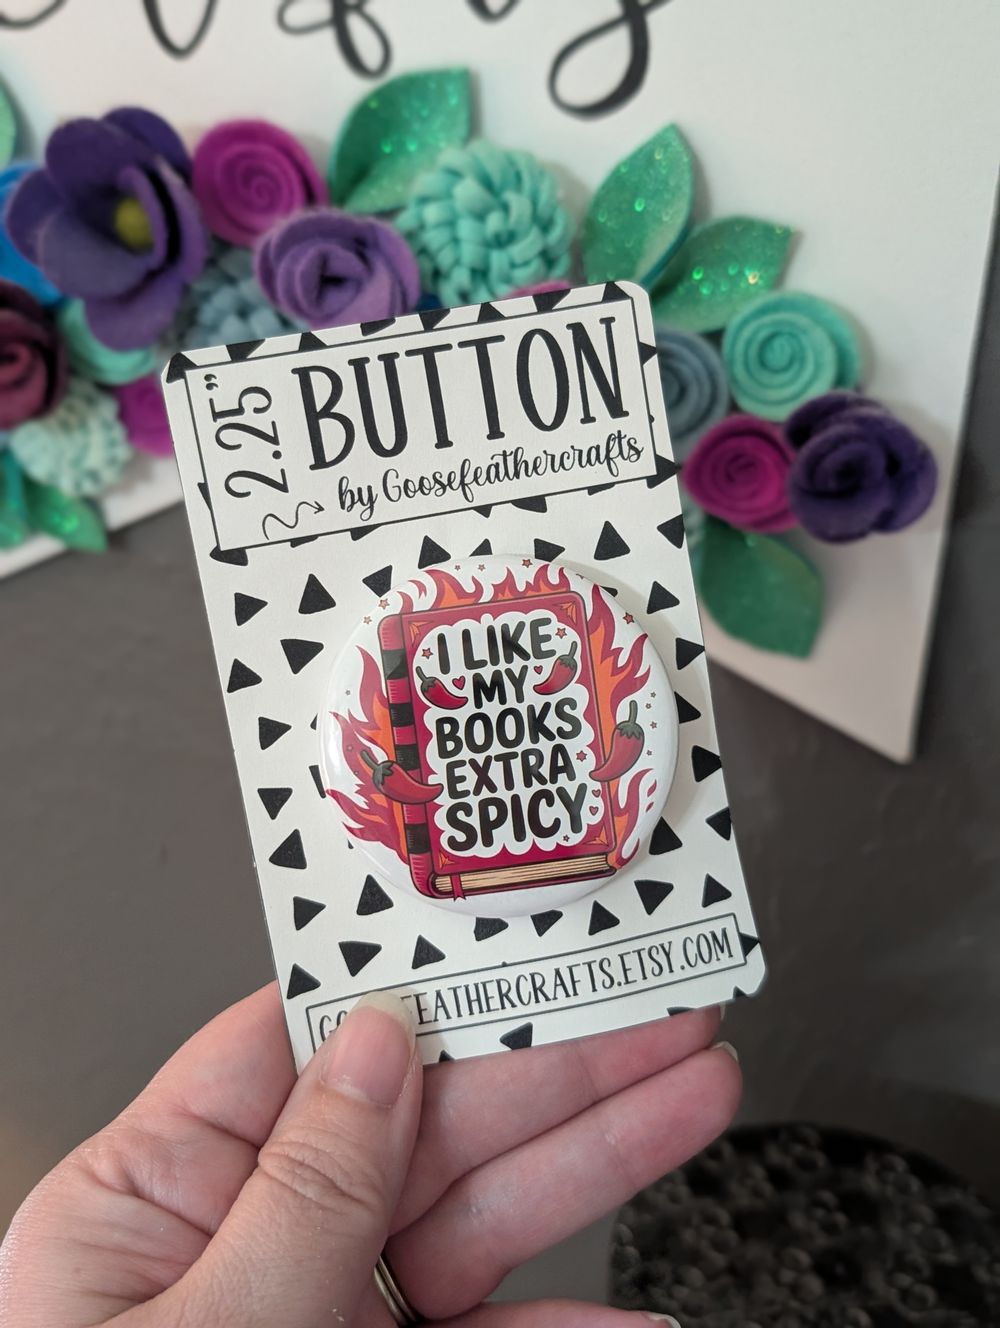 2.25"
BUTTON
by Goosefeathercrafts
I LIKE
MY
BOOKS
EXTRA
SPICY
FEATHERCRAFTS.ETSY.COM